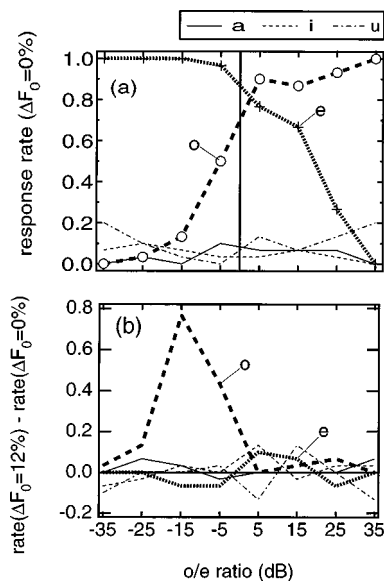 a i u
response rate (ΔF₀=0%)
1.0
0.8
0.6
0.4
0.2
0.0
(a)
o
e
rate(ΔF₀=12%) - rate(ΔF₀=0%)
0.8
0.6
0.4
0.2
0.0
-0.2
(b)
o
e
-35 -25 -15 -5 5 15 25 35
o/e ratio (dB)